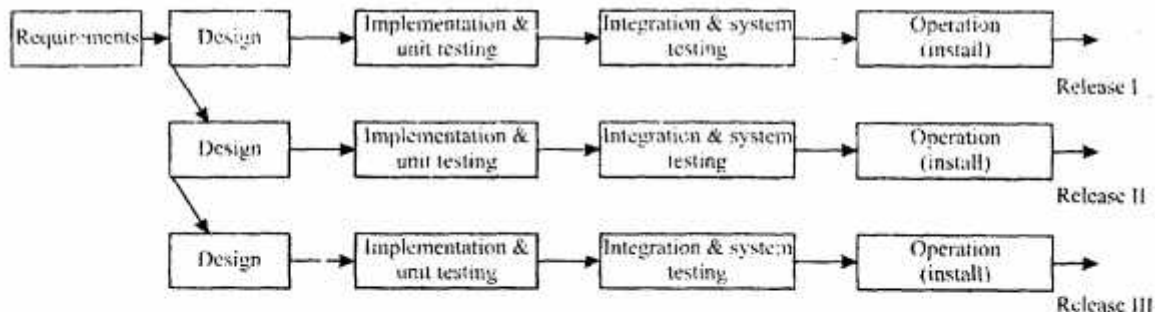 Requirements
Design
Implementation &
unit testing
Integration & system
testing
Operation
(install)
Release I
Design
Implementation &
unit testing
Integration & system
testing
Operation
(install)
Release II
Design
Implementation &
unit testing
Integration & system
testing
Operation
(install)
Release III